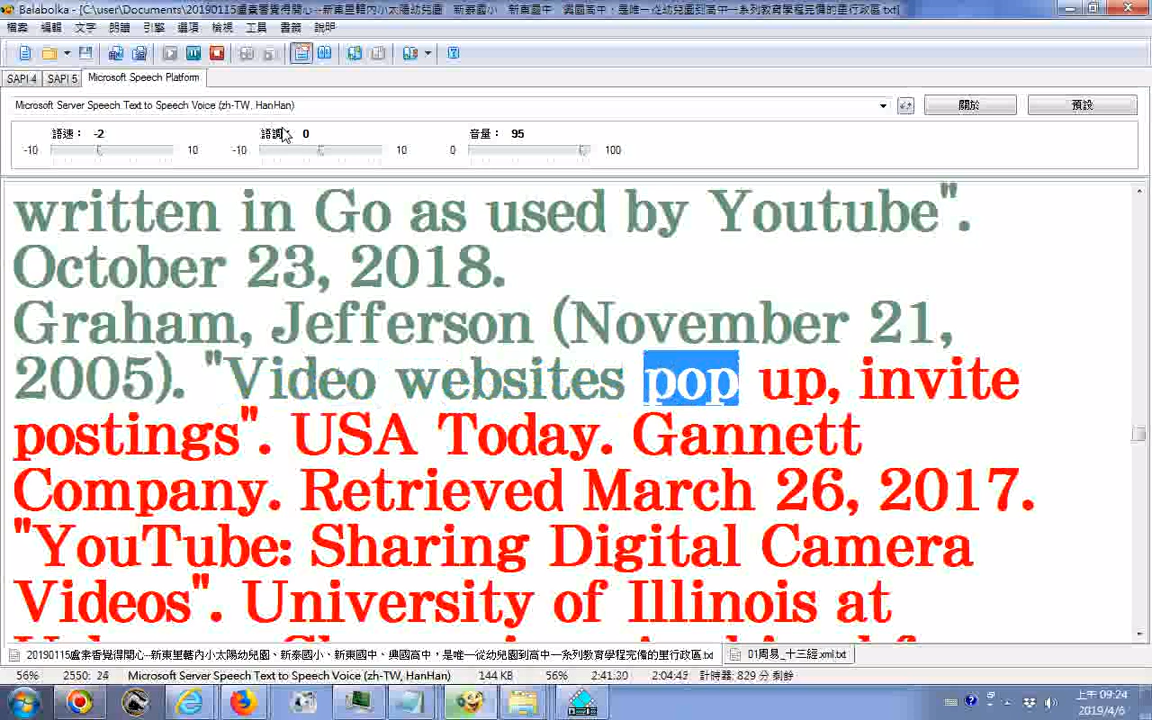 Balabolka - [C:\user\Documents\20190115盧秉香覺得開心--新東里轄內小太陽幼兒園、新泰國小、新東國中、興國高中，是唯一從幼兒園到高中一系列教育學程完備的里行政區.txt]
檔案 編輯 文字 朗讀 引擎 選項 檢視 工具 書籤 說明
SAPI 4 SAPI 5 Microsoft Speech Platform
Microsoft Server Speech Text to Speech Voice (zh-TW, HanHan) 關於 預設
語速： -2 語調： 0 音量： 95
-10 10 -10 10 0 100
written in Go as used by Youtube".
October 23, 2018.
Graham, Jefferson (November 21,
2005). "Video websites pop up, invite
postings". USA Today. Gannett
Company. Retrieved March 26, 2017.
"YouTube: Sharing Digital Camera
Videos". University of Illinois at
20190115盧秉香覺得開心--新東里轄內小太陽幼兒園、新泰國小、新東國中、興國高中，是唯一從幼兒園到高中一系列教育學程完備的里行政區.txt 01周易_十三經.xml.txt
56% 2550: 24 Microsoft Server Speech Text to Speech Voice (zh-TW, HanHan) 144 KB 56% 2:41:30 2:04:43 計時器: 829 分 剩餘
上午 09:24
2019/4/6